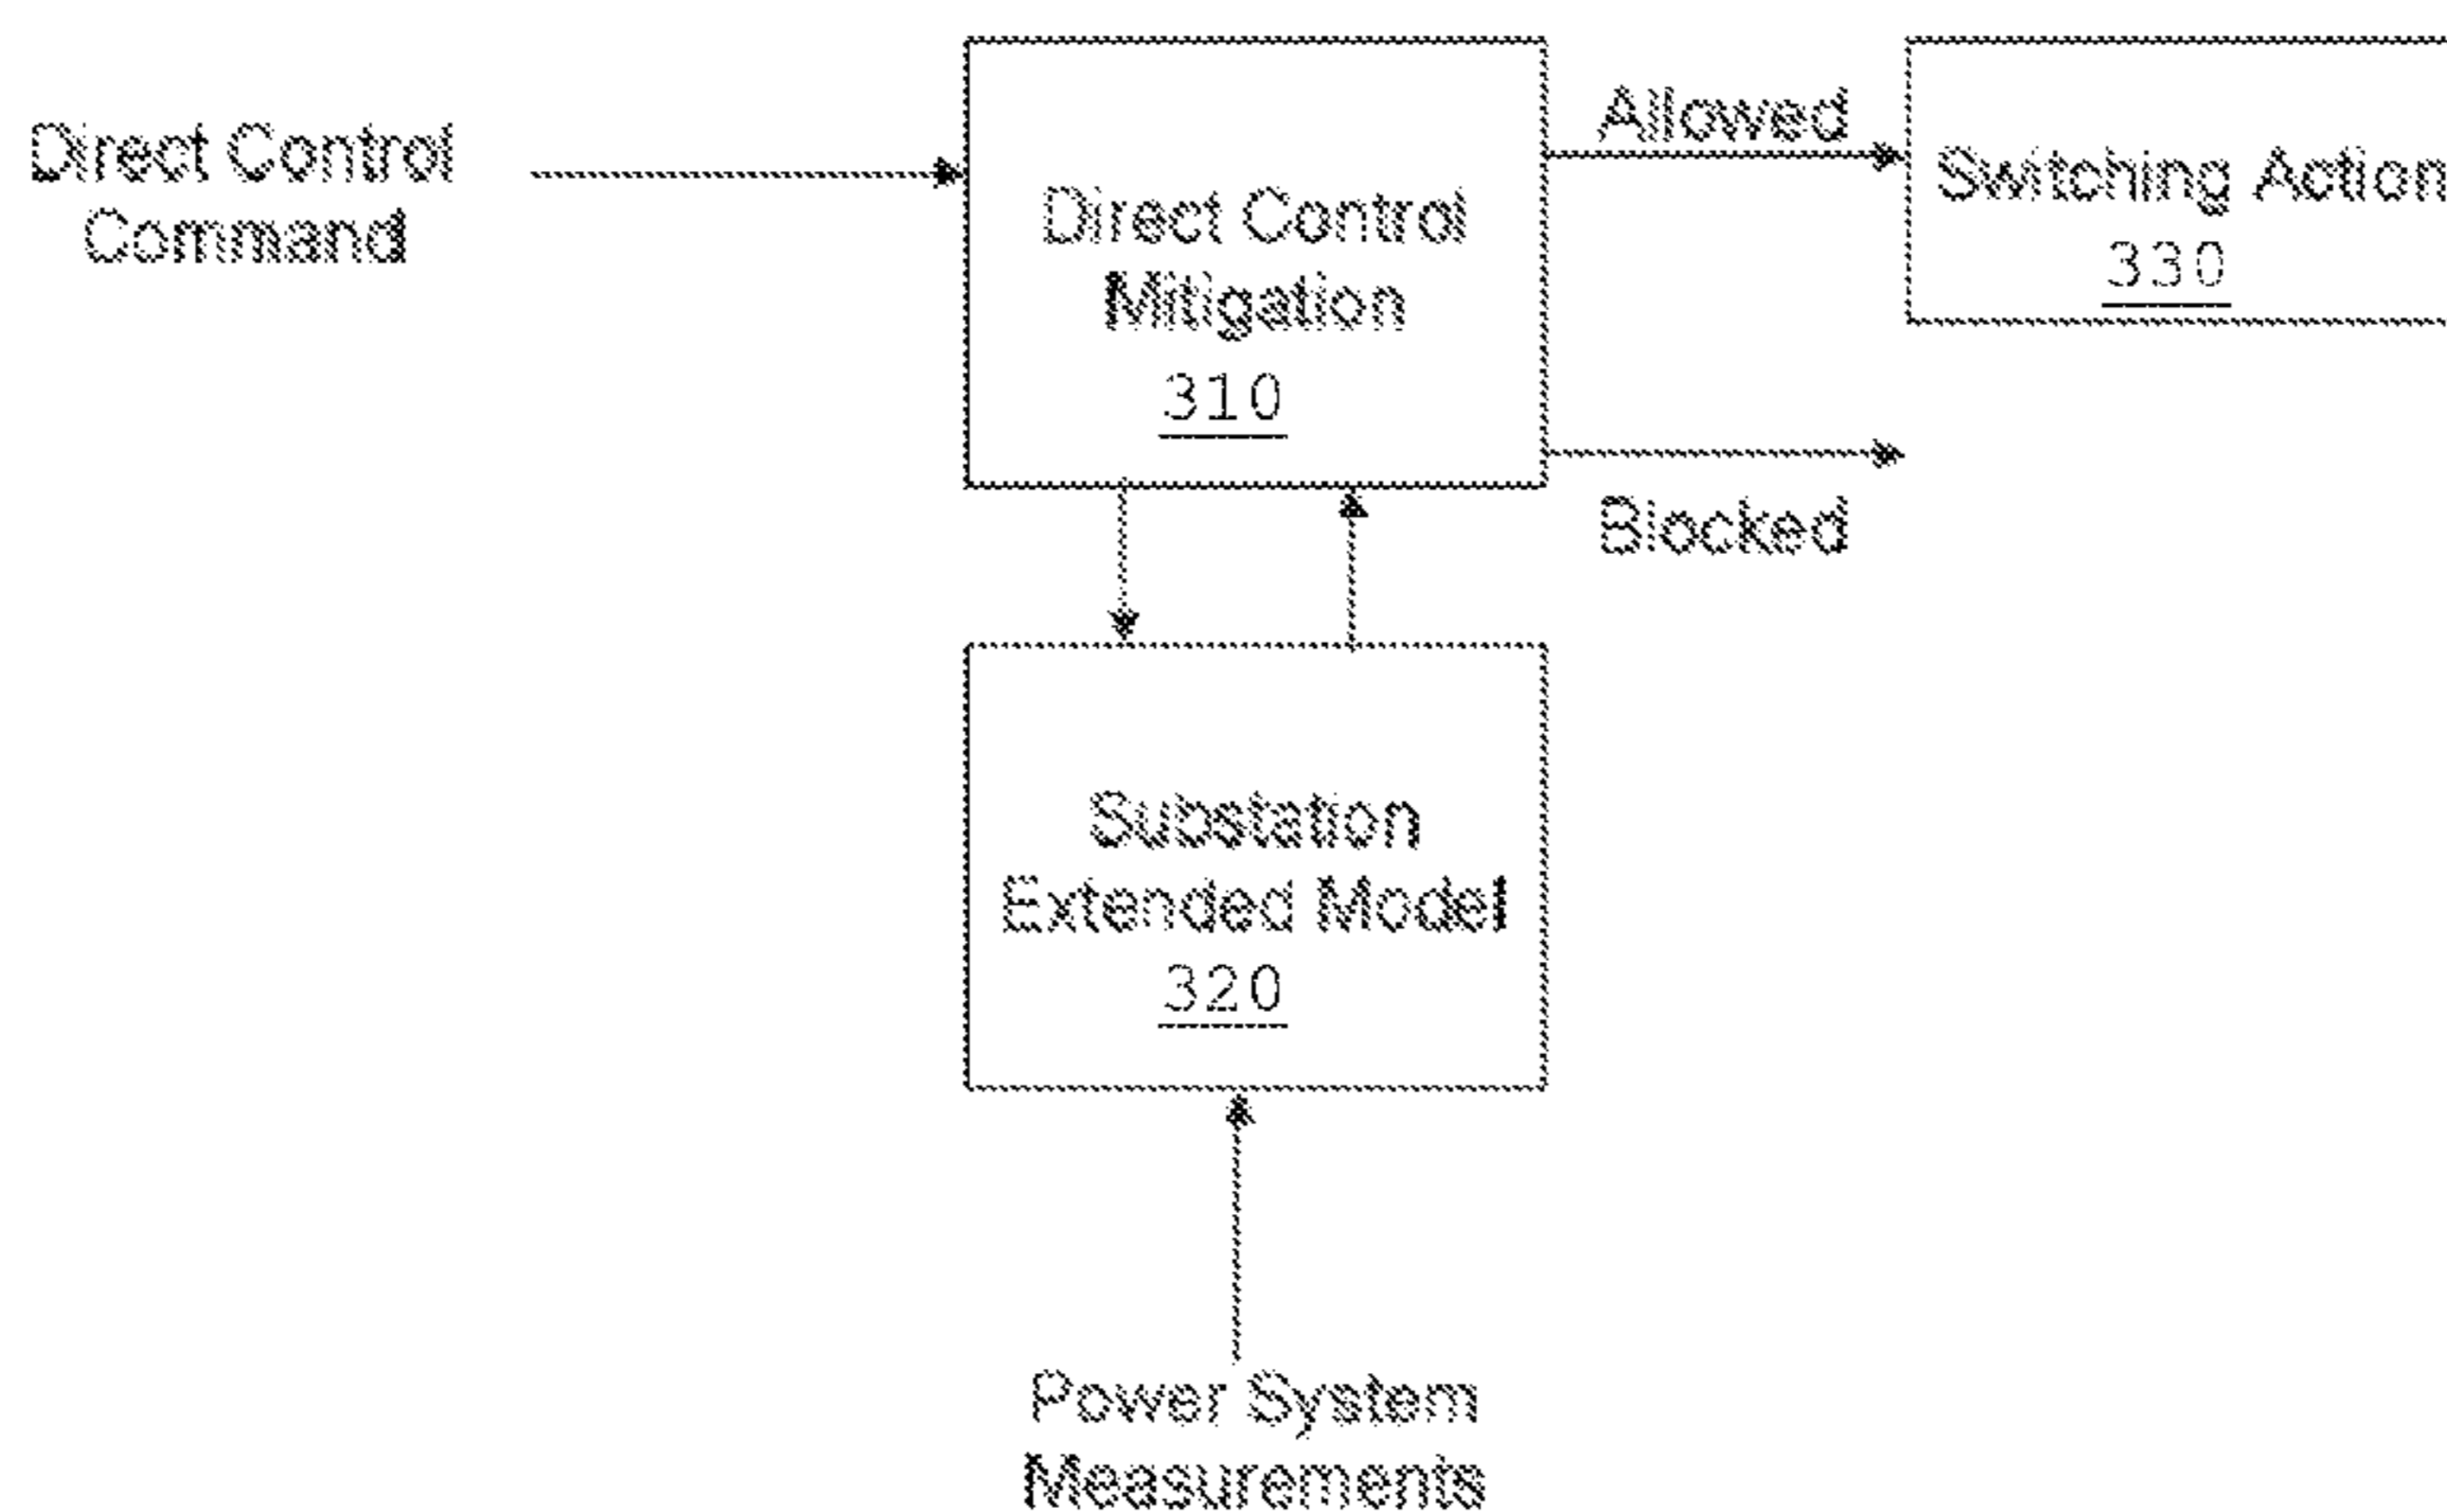 Direct Control
Command
Direct Control
Mitigation
310
Allowed
Switching Action
330
Blocked
Substation
Extended Model
320
Power System
Measurements